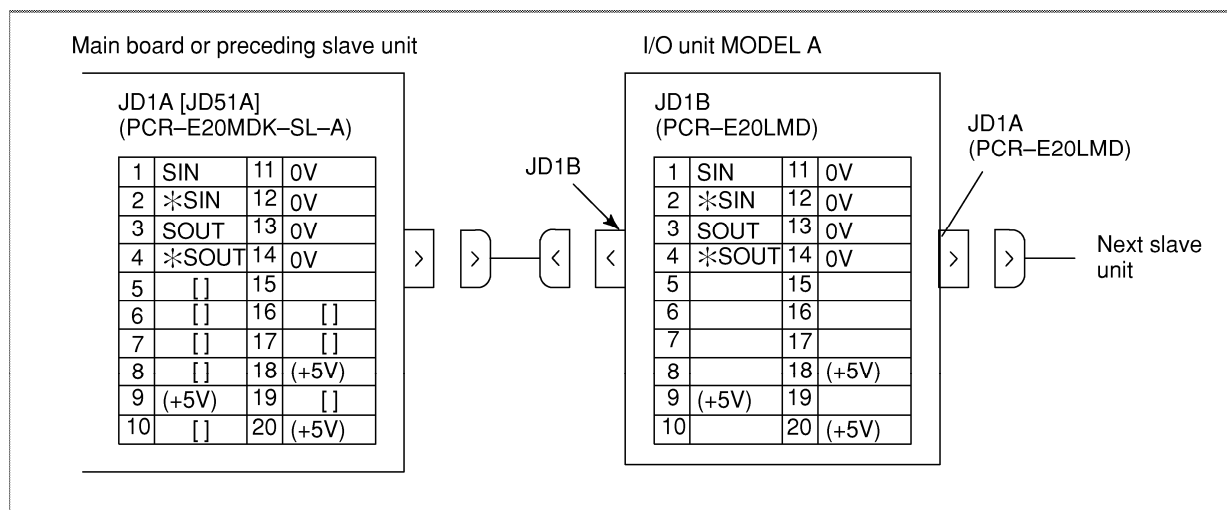 Main board or preceding slave unit
JD1A [JD51A]
(PCR–E20MDK–SL–A)
1 SIN 11 0V
2 ＊SIN 12 0V
3 SOUT 13 0V
4 ＊SOUT 14 0V
5 [ ] 15
6 [ ] 16 [ ]
7 [ ] 17 [ ]
8 [ ] 18 (+5V)
9 (+5V) 19 [ ]
10 [ ] 20 (+5V)
JD1B
I/O unit MODEL A
JD1B
(PCR–E20LMD)
1 SIN 11 0V
2 ＊SIN 12 0V
3 SOUT 13 0V
4 ＊SOUT 14 0V
5 15
6 16
7 17
8 18 (+5V)
9 (+5V) 19
10 20 (+5V)
JD1A
(PCR–E20LMD)
Next slave
unit